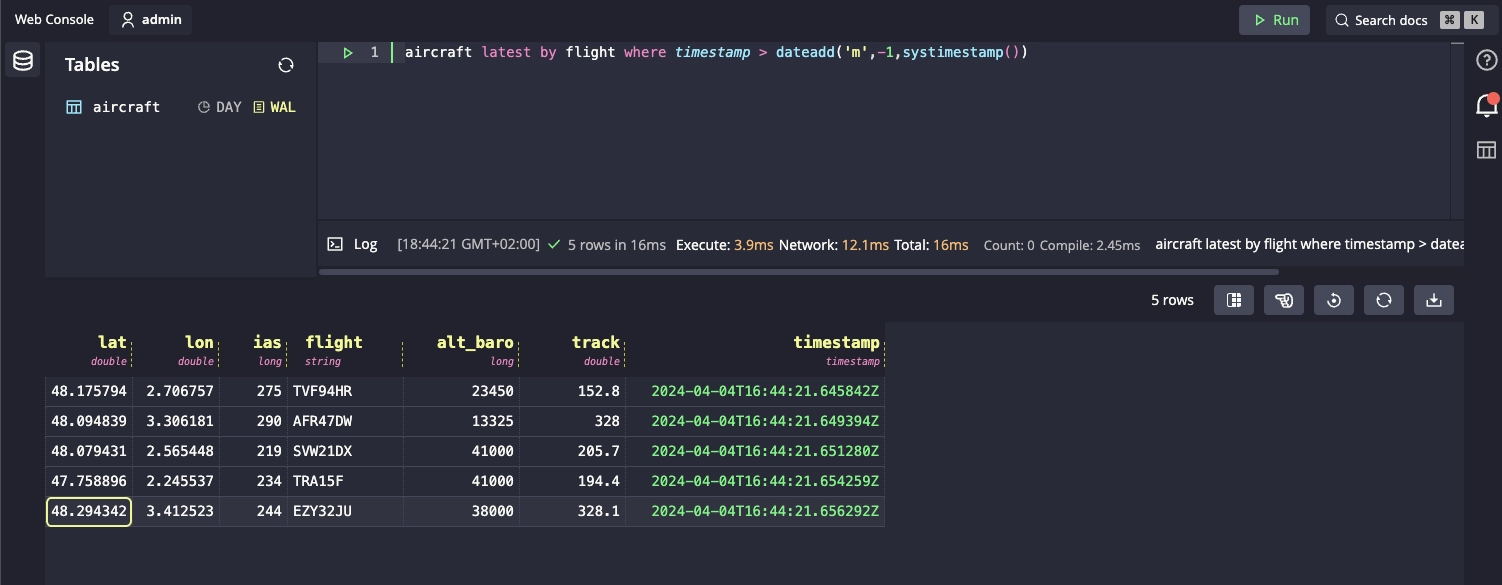 Web Console admin Run Search docs ⌘ K
Tables
aircraft DAY WAL
1 aircraft latest by flight where timestamp > dateadd('m',-1,systimestamp())
Log [18:44:21 GMT+02:00] 5 rows in 16ms Execute: 3.9ms Network: 12.1ms Total: 16ms Count: 0 Compile: 2.45ms aircraft latest by flight where timestamp > datea
5 rows
lat lon ias flight alt_baro track timestamp
double double long string long double timestamp
48.175794 2.706757 275 TVF94HR 23450 152.8 2024-04-04T16:44:21.645842Z
48.094839 3.306181 290 AFR47DW 13325 328 2024-04-04T16:44:21.649394Z
48.079431 2.565448 219 SVW21DX 41000 205.7 2024-04-04T16:44:21.651280Z
47.758896 2.245537 234 TRA15F 41000 194.4 2024-04-04T16:44:21.654259Z
48.294342 3.412523 244 EZY32JU 38000 328.1 2024-04-04T16:44:21.656292Z